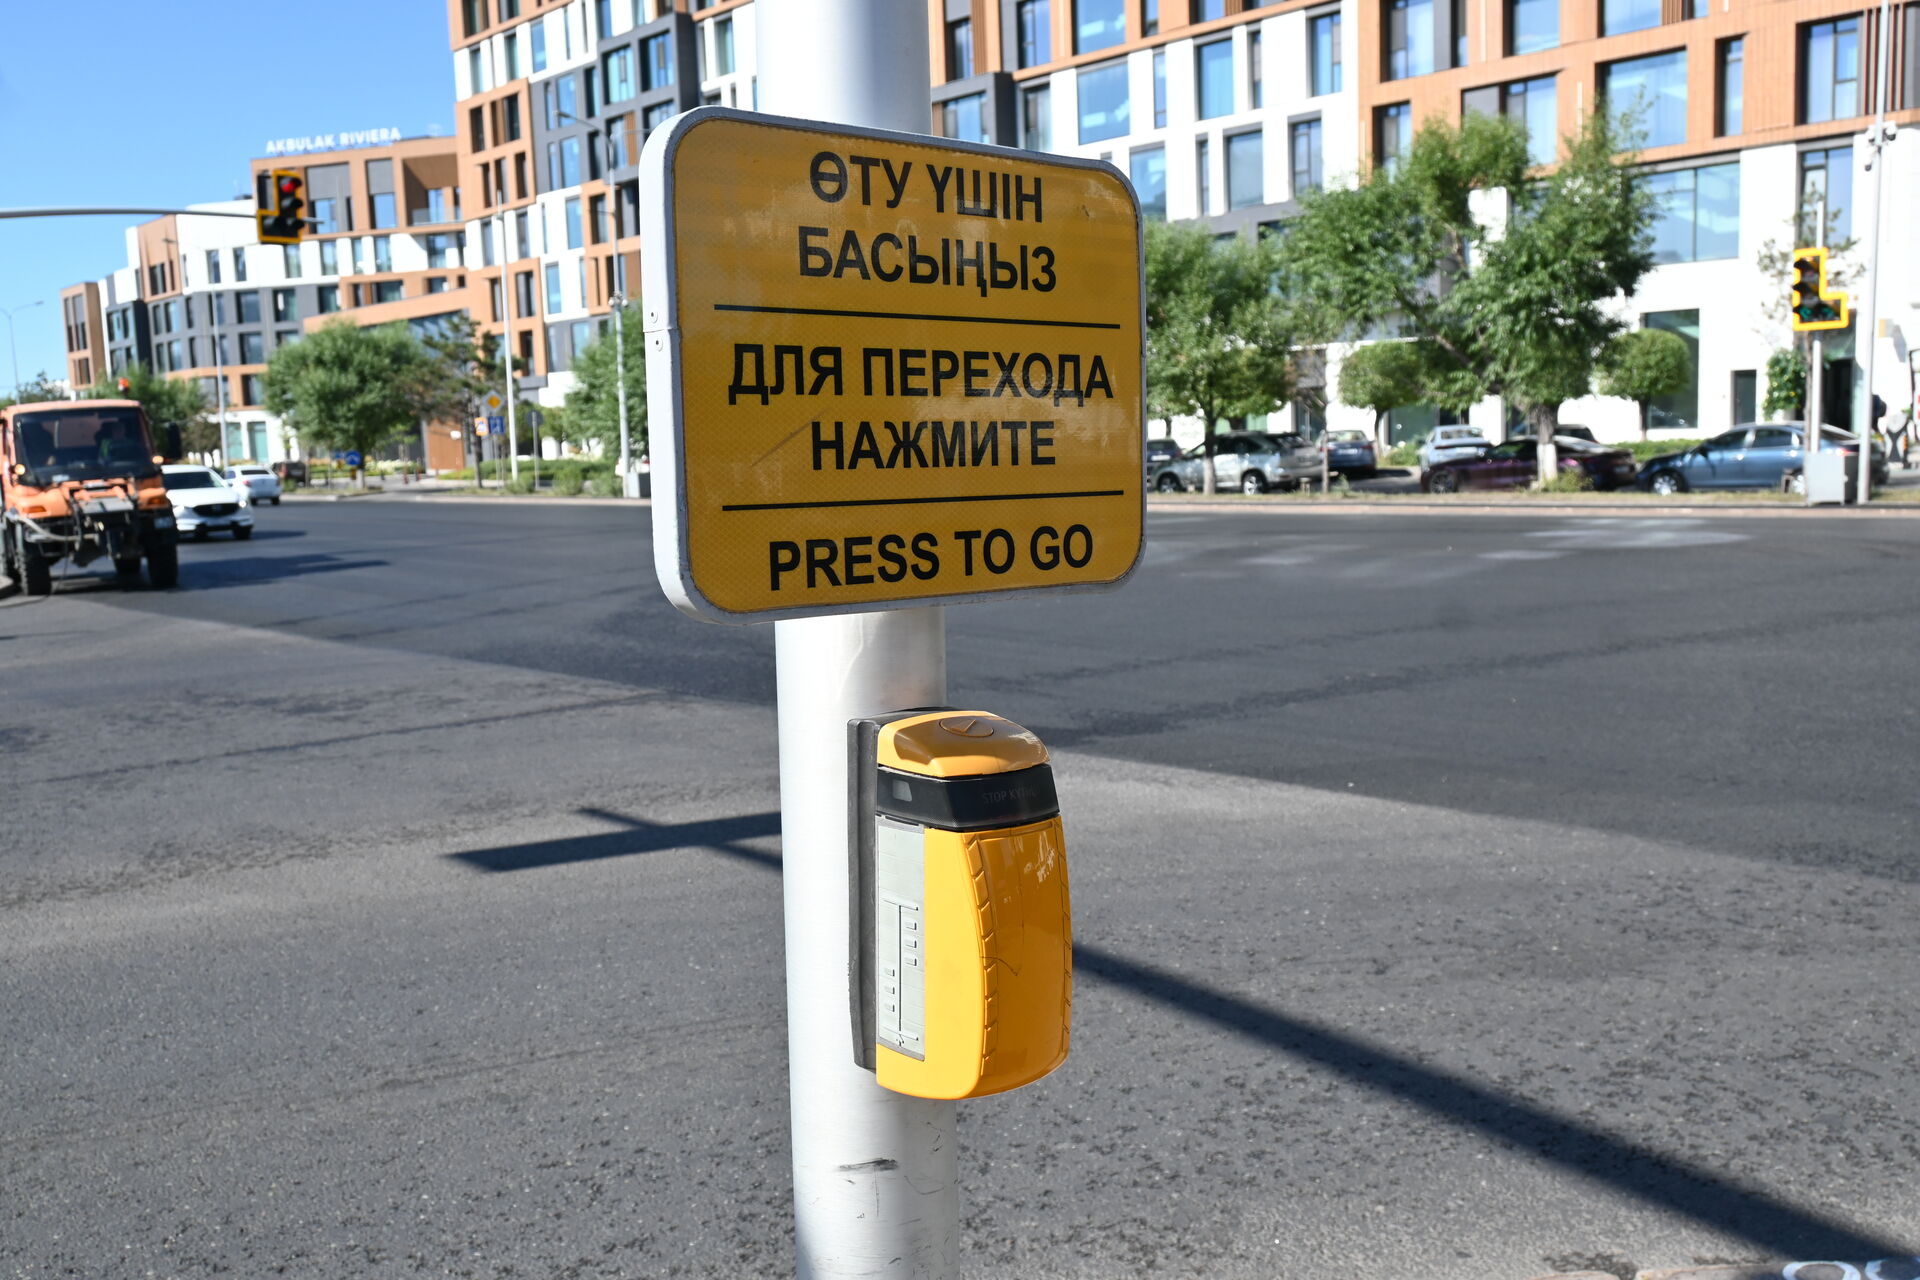 AKBULAK RIVIERA
ӨТУ ҮШІН
БАСЫҢЫЗ
ДЛЯ ПЕРЕХОДА
НАЖМИТЕ
PRESS TO GO